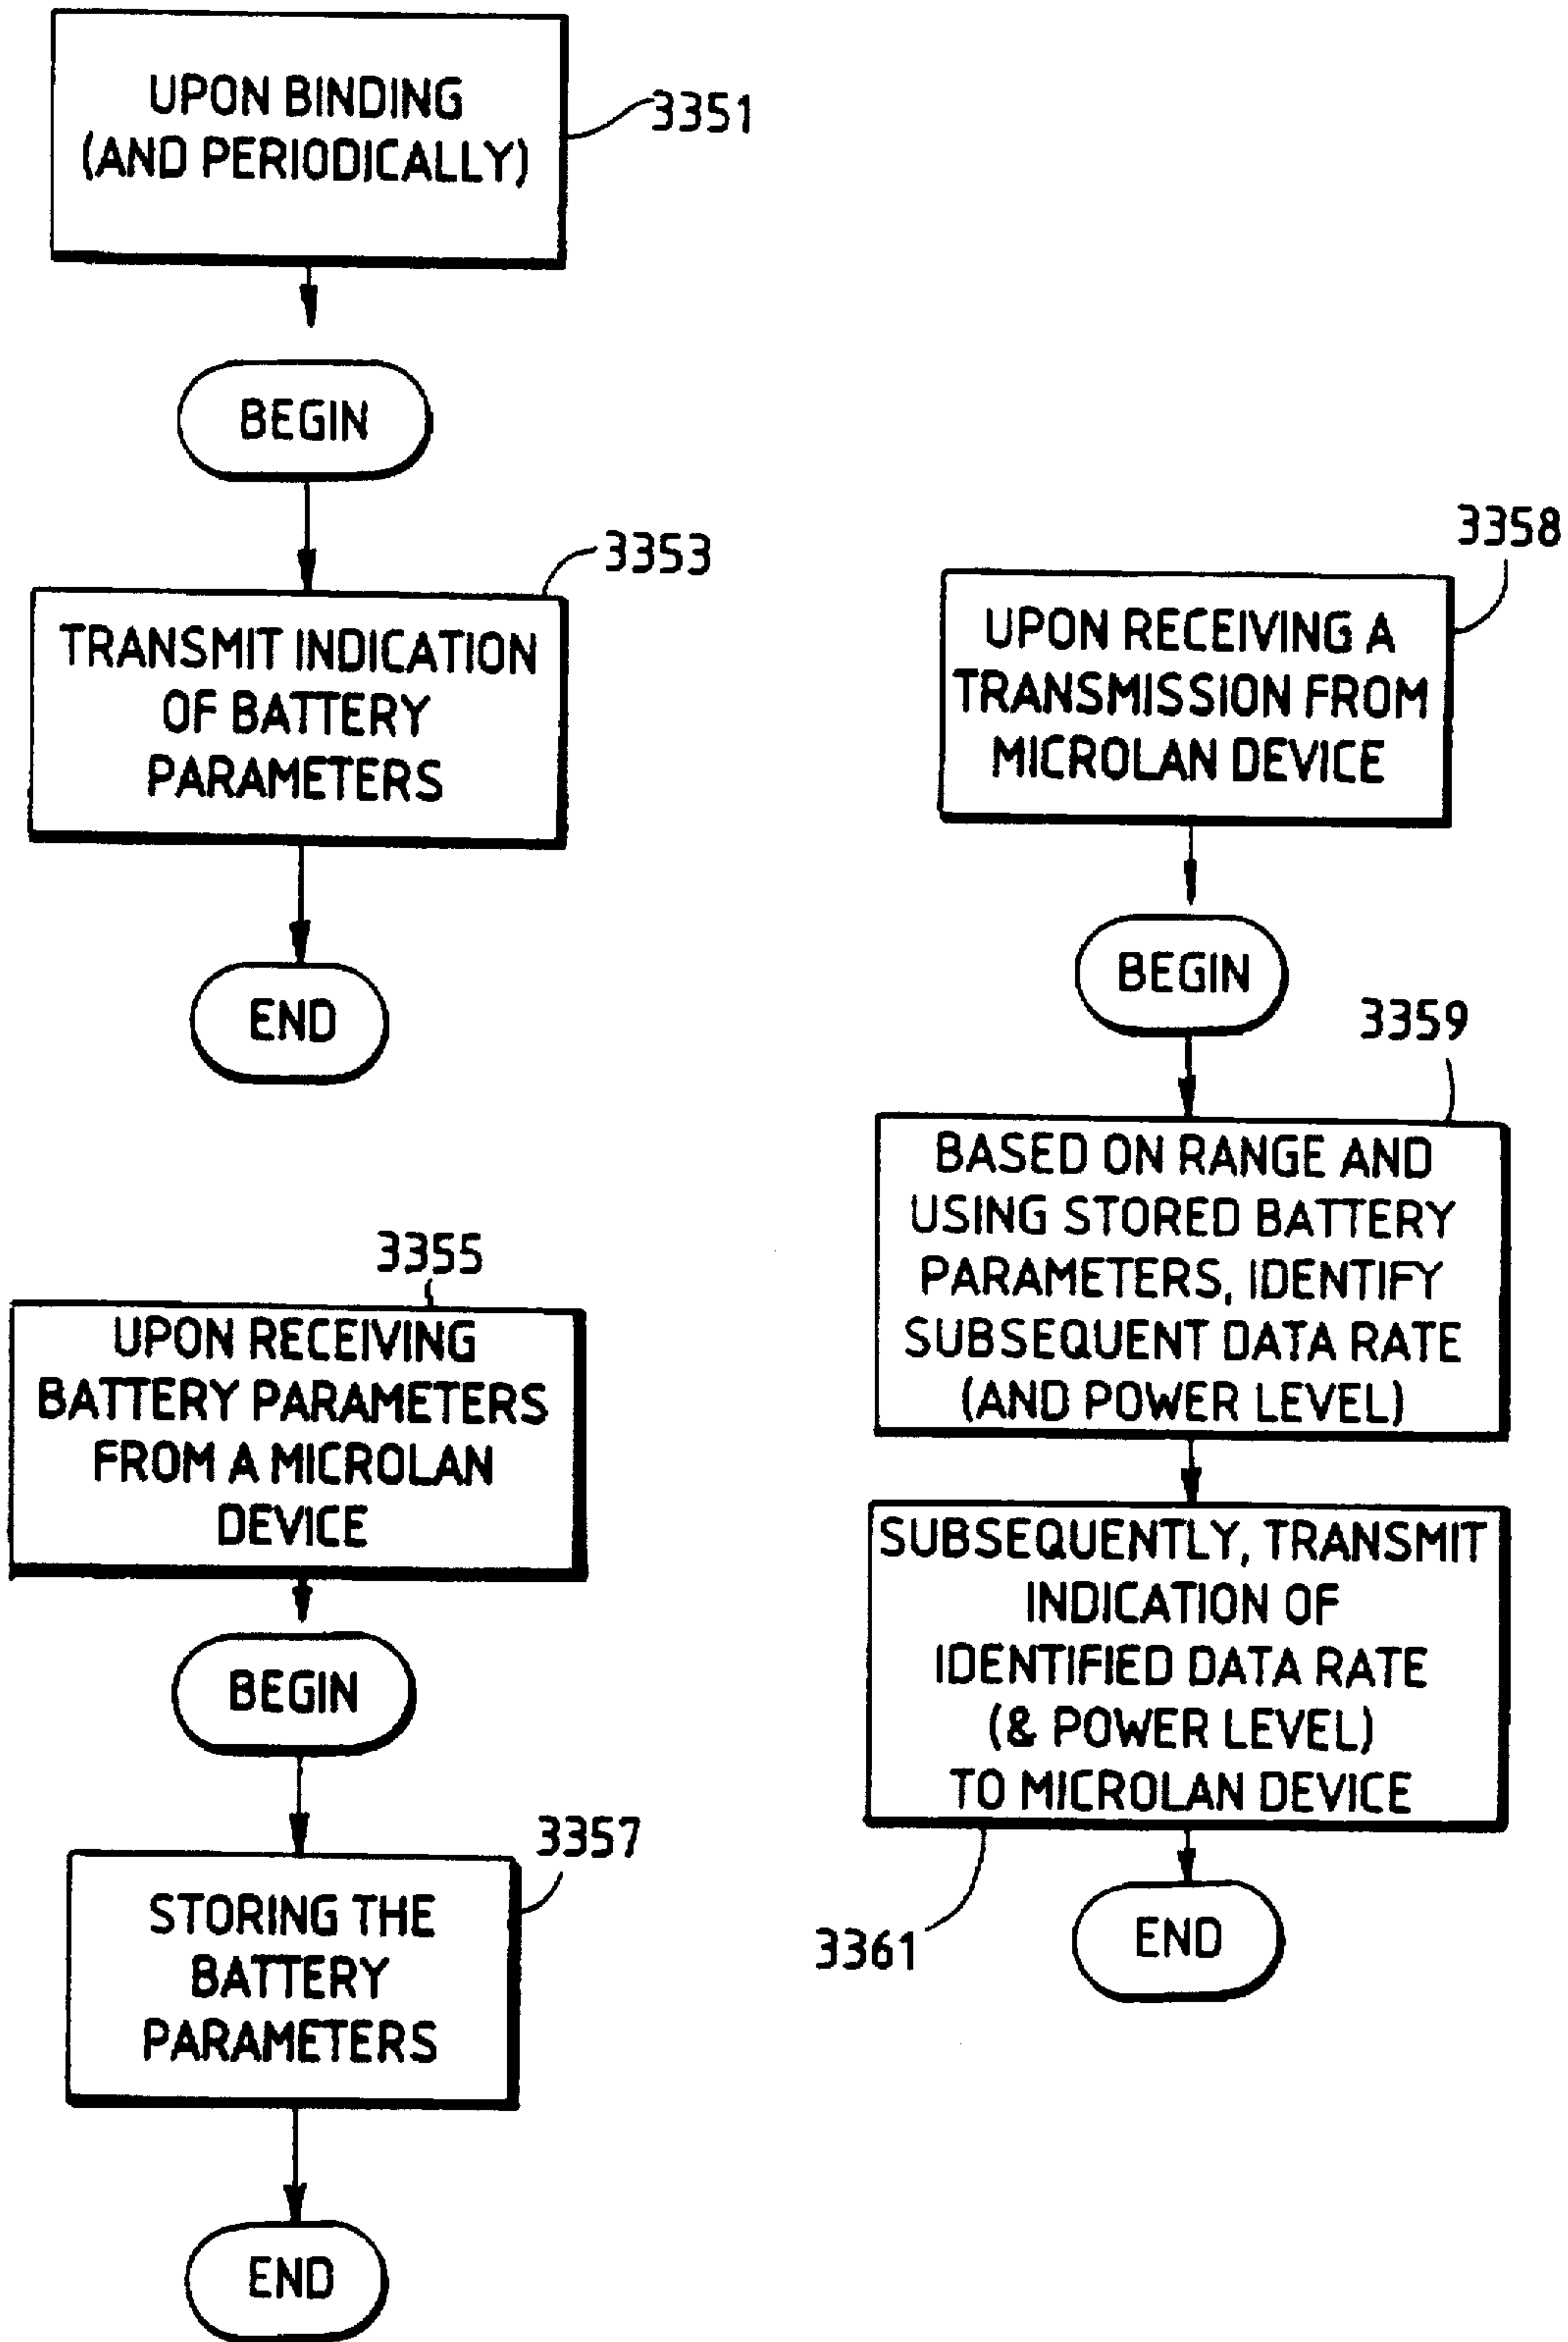 UPON BINDING
(AND PERIODICALLY)
3351
BEGIN
3353
TRANSMIT INDICATION
OF BATTERY
PARAMETERS
END
3355
UPON RECEIVING
BATTERY PARAMETERS
FROM A MICROLAN
DEVICE
BEGIN
3357
STORING THE
BATTERY
PARAMETERS
END
3358
UPON RECEIVING A
TRANSMISSION FROM
MICROLAN DEVICE
BEGIN
3359
BASED ON RANGE AND
USING STORED BATTERY
PARAMETERS, IDENTIFY
SUBSEQUENT DATA RATE
(AND POWER LEVEL)
SUBSEQUENTLY, TRANSMIT
INDICATION OF
IDENTIFIED DATA RATE
(& POWER LEVEL)
TO MICROLAN DEVICE
3361
END